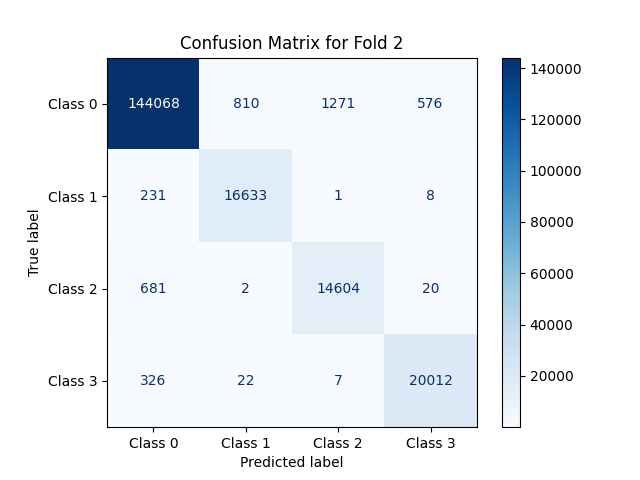 Confusion Matrix for Fold 2
Class 0 144068 810 1271 576
Class 1 231 16633 1 8
Class 2 681 2 14604 20
Class 3 326 22 7 20012
Class 0 Class 1 Class 2 Class 3
Predicted label
True label
140000
120000
100000
80000
60000
40000
20000